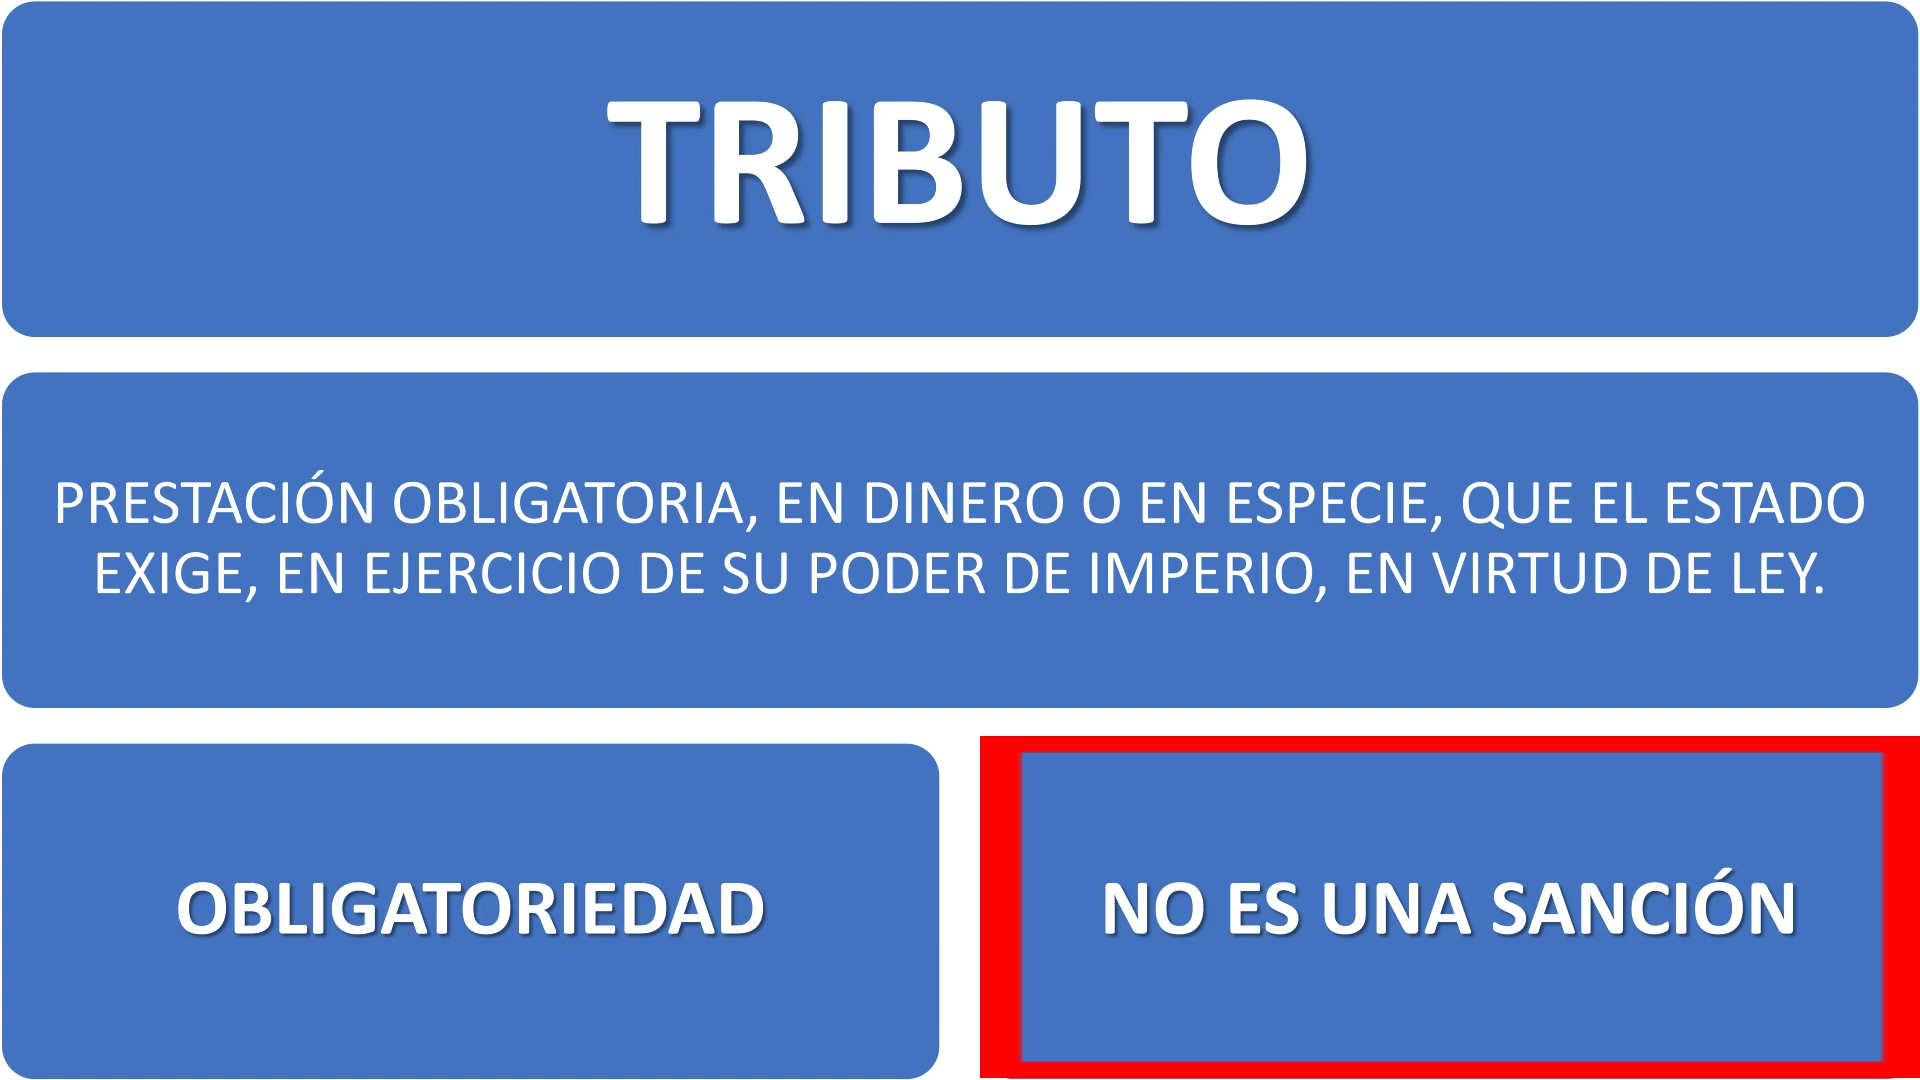 TRIBUTO
PRESTACIÓN OBLIGATORIA, EN DINERO O EN ESPECIE, QUE EL ESTADO
EXIGE, EN EJERCICIO DE SU PODER DE IMPERIO, EN VIRTUD DE LEY.
OBLIGATORIEDAD
NO ES UNA SANCIÓN